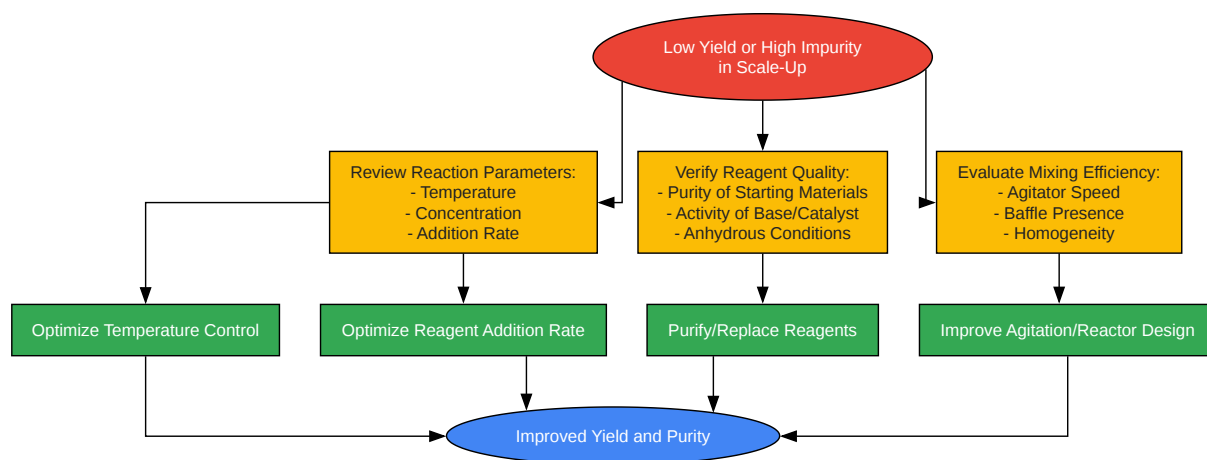 Low Yield or High Impurity
in Scale-Up
Review Reaction Parameters:
- Temperature
- Concentration
- Addition Rate
Verify Reagent Quality:
- Purity of Starting Materials
- Activity of Base/Catalyst
- Anhydrous Conditions
Evaluate Mixing Efficiency:
- Agitator Speed
- Baffle Presence
- Homogeneity
Optimize Temperature Control
Optimize Reagent Addition Rate
Purify/Replace Reagents
Improve Agitation/Reactor Design
Improved Yield and Purity